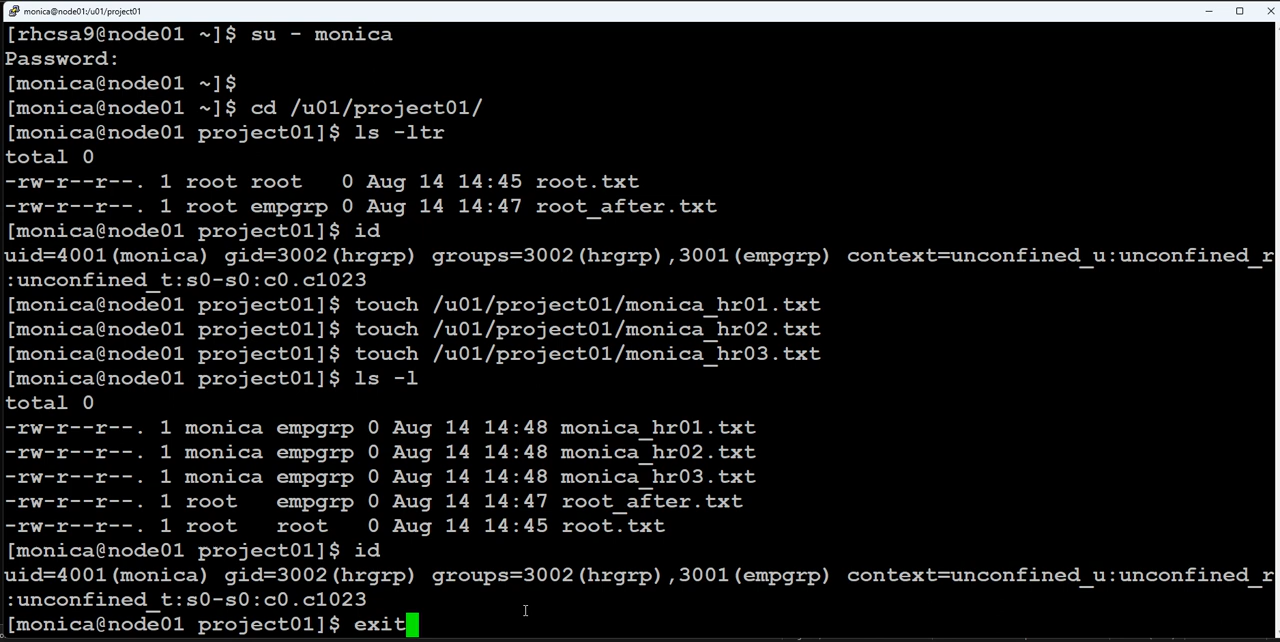 monica@node01:/u01/project01
[rhcsa9@node01 ~]$ su - monica
Password:
[monica@node01 ~]$
[monica@node01 ~]$ cd /u01/project01/
[monica@node01 project01]$ ls -ltr
total 0
-rw-r--r--. 1 root root   0 Aug 14 14:45 root.txt
-rw-r--r--. 1 root empgrp 0 Aug 14 14:47 root_after.txt
[monica@node01 project01]$ id
uid=4001(monica) gid=3002(hrgrp) groups=3002(hrgrp),3001(empgrp) context=unconfined_u:unconfined_r
:unconfined_t:s0-s0:c0.c1023
[monica@node01 project01]$ touch /u01/project01/monica_hr01.txt
[monica@node01 project01]$ touch /u01/project01/monica_hr02.txt
[monica@node01 project01]$ touch /u01/project01/monica_hr03.txt
[monica@node01 project01]$ ls -l
total 0
-rw-r--r--. 1 monica empgrp 0 Aug 14 14:48 monica_hr01.txt
-rw-r--r--. 1 monica empgrp 0 Aug 14 14:48 monica_hr02.txt
-rw-r--r--. 1 monica empgrp 0 Aug 14 14:48 monica_hr03.txt
-rw-r--r--. 1 root   empgrp 0 Aug 14 14:47 root_after.txt
-rw-r--r--. 1 root   root   0 Aug 14 14:45 root.txt
[monica@node01 project01]$ id
uid=4001(monica) gid=3002(hrgrp) groups=3002(hrgrp),3001(empgrp) context=unconfined_u:unconfined_r
:unconfined_t:s0-s0:c0.c1023
[monica@node01 project01]$ exit